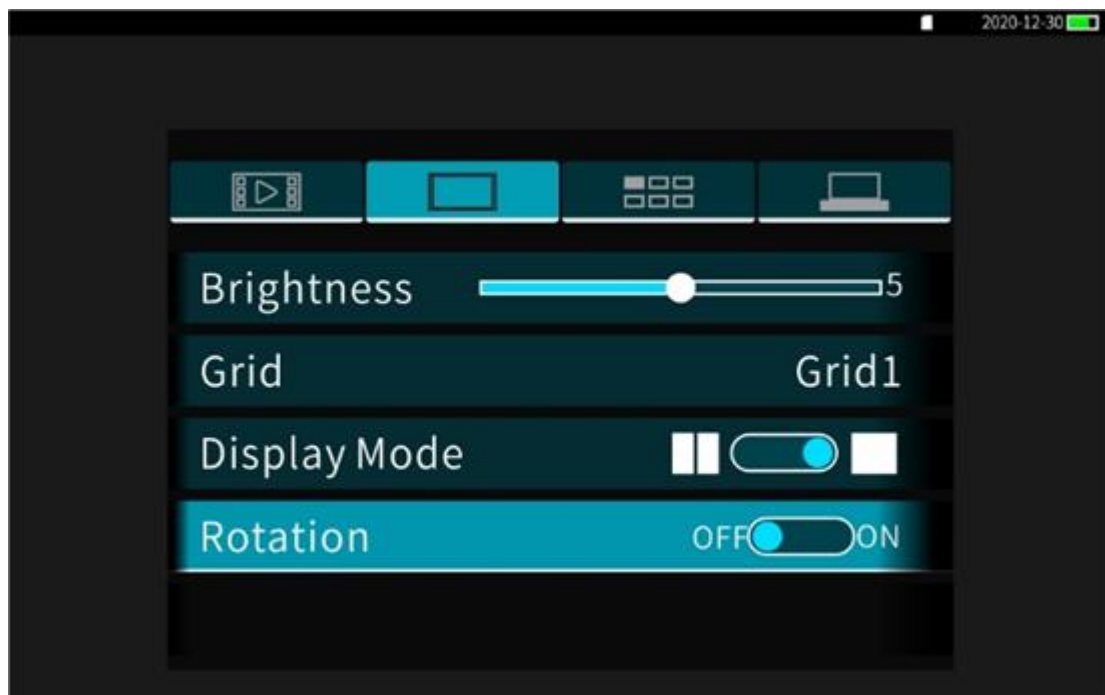 2020-12-30
Brightness 5
Grid Grid1
Display Mode
Rotation OFF ON